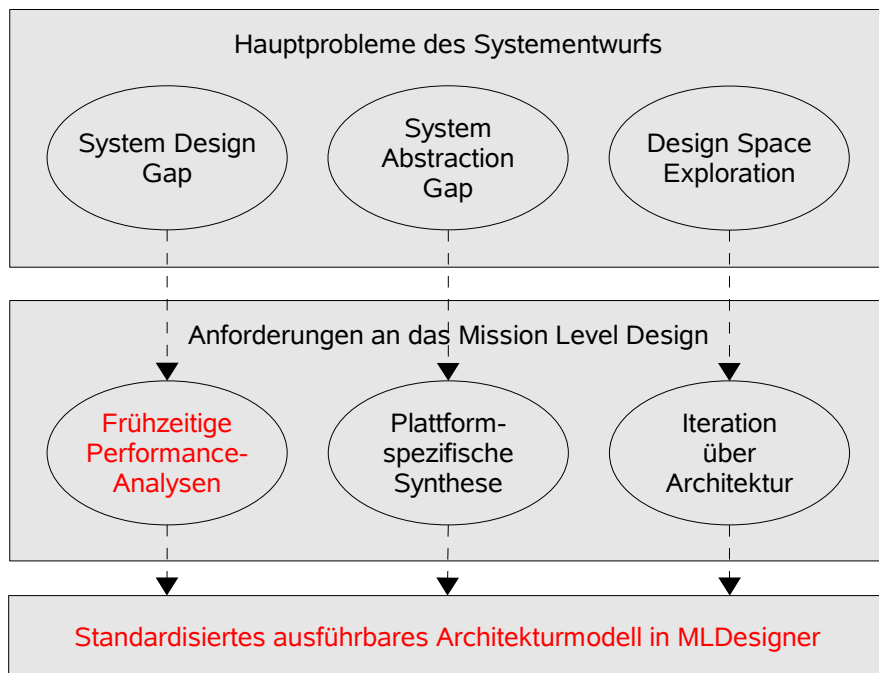 Hauptprobleme des Systementwurfs
System Design
Gap
System
Abstraction
Gap
Design Space
Exploration
Anforderungen an das Mission Level Design
Frühzeitige
Performance-
Analysen
Plattform-
spezifische
Synthese
Iteration
über
Architektur
Standardisiertes ausführbares Architekturmodell in MLDesigner